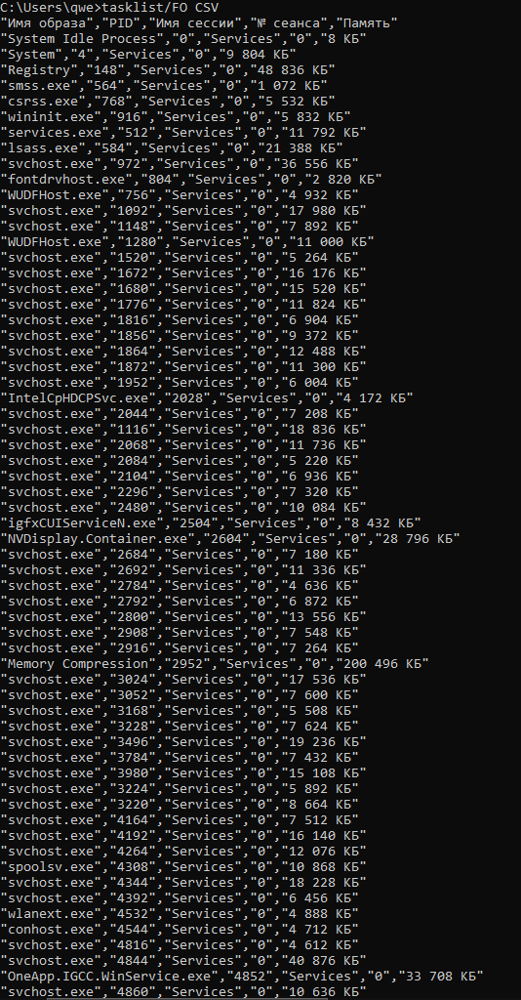 C:\Users\qwe>tasklist/FO CSV
"Имя образа","PID","Имя сессии","№ сеанса","Память"
"System Idle Process","0","Services","0","8 КБ"
"System","4","Services","0","9 804 КБ"
"Registry","148","Services","0","48 836 КБ"
"smss.exe","564","Services","0","1 072 КБ"
"csrss.exe","768","Services","0","5 532 КБ"
"wininit.exe","916","Services","0","5 832 КБ"
"services.exe","512","Services","0","11 792 КБ"
"lsass.exe","584","Services","0","21 388 КБ"
"svchost.exe","972","Services","0","36 556 КБ"
"fontdrvhost.exe","804","Services","0","2 820 КБ"
"WUDFHost.exe","756","Services","0","4 932 КБ"
"svchost.exe","1092","Services","0","17 980 КБ"
"svchost.exe","1148","Services","0","7 892 КБ"
"WUDFHost.exe","1280","Services","0","11 000 КБ"
"svchost.exe","1520","Services","0","5 264 КБ"
"svchost.exe","1672","Services","0","16 176 КБ"
"svchost.exe","1680","Services","0","15 520 КБ"
"svchost.exe","1776","Services","0","11 824 КБ"
"svchost.exe","1816","Services","0","6 904 КБ"
"svchost.exe","1856","Services","0","9 372 КБ"
"svchost.exe","1864","Services","0","12 488 КБ"
"svchost.exe","1872","Services","0","11 300 КБ"
"svchost.exe","1952","Services","0","6 004 КБ"
"IntelCpHDCPSvc.exe","2028","Services","0","4 172 КБ"
"svchost.exe","2044","Services","0","7 208 КБ"
"svchost.exe","1116","Services","0","18 836 КБ"
"svchost.exe","2068","Services","0","11 736 КБ"
"svchost.exe","2084","Services","0","5 220 КБ"
"svchost.exe","2104","Services","0","6 936 КБ"
"svchost.exe","2296","Services","0","7 320 КБ"
"svchost.exe","2480","Services","0","10 084 КБ"
"igfxCUIServiceN.exe","2504","Services","0","8 432 КБ"
"NVDisplay.Container.exe","2604","Services","0","28 796 КБ"
"svchost.exe","2684","Services","0","7 180 КБ"
"svchost.exe","2692","Services","0","11 336 КБ"
"svchost.exe","2784","Services","0","4 636 КБ"
"svchost.exe","2792","Services","0","6 872 КБ"
"svchost.exe","2800","Services","0","13 556 КБ"
"svchost.exe","2908","Services","0","7 548 КБ"
"svchost.exe","2916","Services","0","7 264 КБ"
"Memory Compression","2952","Services","0","200 496 КБ"
"svchost.exe","3024","Services","0","17 536 КБ"
"svchost.exe","3052","Services","0","7 600 КБ"
"svchost.exe","3168","Services","0","5 508 КБ"
"svchost.exe","3228","Services","0","7 624 КБ"
"svchost.exe","3496","Services","0","19 236 КБ"
"svchost.exe","3784","Services","0","7 432 КБ"
"svchost.exe","3980","Services","0","15 108 КБ"
"svchost.exe","3224","Services","0","5 892 КБ"
"svchost.exe","3220","Services","0","8 664 КБ"
"svchost.exe","4164","Services","0","7 512 КБ"
"svchost.exe","4192","Services","0","16 140 КБ"
"svchost.exe","4264","Services","0","12 076 КБ"
"spoolsv.exe","4308","Services","0","10 868 КБ"
"svchost.exe","4344","Services","0","18 228 КБ"
"svchost.exe","4392","Services","0","6 456 КБ"
"wlanext.exe","4532","Services","0","4 888 КБ"
"conhost.exe","4544","Services","0","4 712 КБ"
"svchost.exe","4816","Services","0","4 612 КБ"
"svchost.exe","4844","Services","0","40 876 КБ"
"OneApp.IGCC.WinService.exe","4852","Services","0","33 708 КБ"
"svchost.exe","4860","Services","0","10 636 КБ"